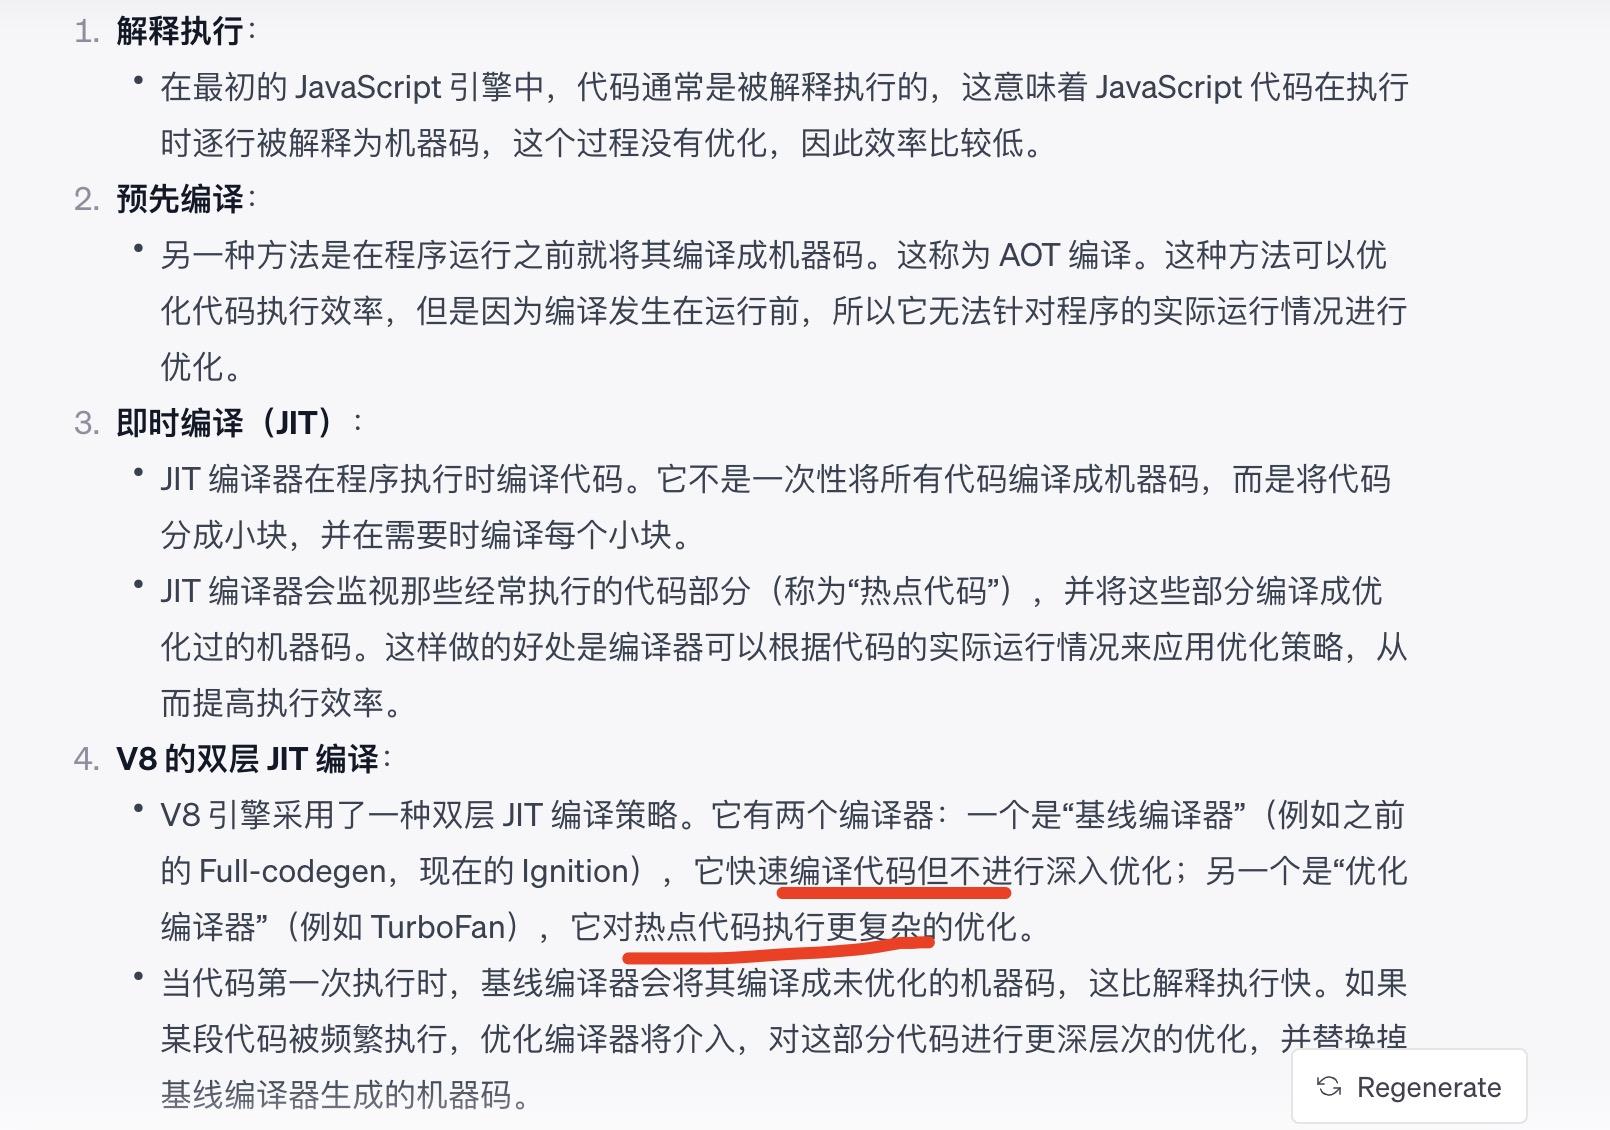 1. 解释执行：
• 在最初的 JavaScript 引擎中，代码通常是被解释执行的，这意味着 JavaScript 代码在执行
时逐行被解释为机器码，这个过程没有优化，因此效率比较低。
2. 预先编译：
• 另一种方法是在程序运行之前就将其编译成机器码。这称为 AOT 编译。这种方法可以优
化代码执行效率，但是因为编译发生在运行前，所以它无法针对程序的实际运行情况进行
优化。
3. 即时编译（JIT）：
• JIT 编译器在程序执行时编译代码。它不是一次性将所有代码编译成机器码，而是将代码
分成小块，并在需要时编译每个小块。
• JIT 编译器会监视那些经常执行的代码部分（称为“热点代码”），并将这些部分编译成优
化过的机器码。这样做的好处是编译器可以根据代码的实际运行情况来应用优化策略，从
而提高执行效率。
4. V8 的双层 JIT 编译：
• V8 引擎采用了一种双层 JIT 编译策略。它有两个编译器：一个是“基线编译器”（例如之前
的 Full-codegen，现在的 Ignition），它快速编译代码但不进行深入优化；另一个是“优化
编译器”（例如 TurboFan），它对热点代码执行更复杂的优化。
• 当代码第一次执行时，基线编译器会将其编译成未优化的机器码，这比解释执行快。如果
某段代码被频繁执行，优化编译器将介入，对这部分代码进行更深层次的优化，并替换掉
基线编译器生成的机器码。
Regenerate